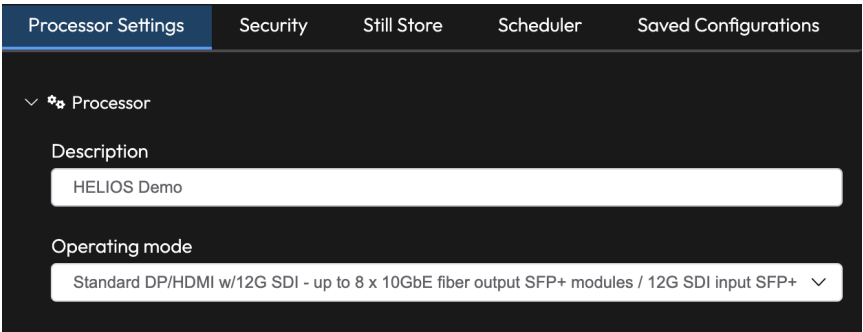 Processor Settings Security Still Store Scheduler Saved Configurations
Processor
Description
HELIOS Demo
Operating mode
Standard DP/HDMI w/12G SDI - up to 8 x 10GbE fiber output SFP+ modules / 12G SDI input SFP+